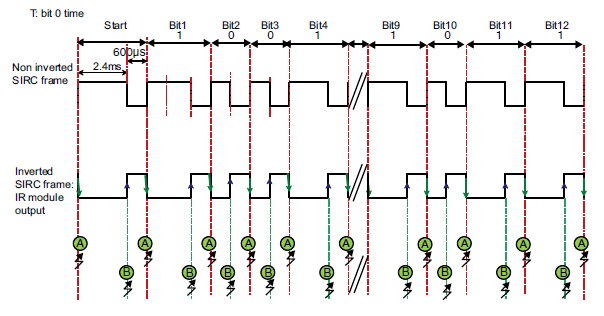 T: bit 0 time
Start Bit1 Bit2 Bit3 Bit4 Bit9 Bit10 Bit11 Bit12
1 0 0 1 1 0 1 1
600µs
2.4ms
Non inverted
SIRC frame
Inverted
SIRC frame:
IR module
output
A A A A A A A A A A
B B B B B B B B